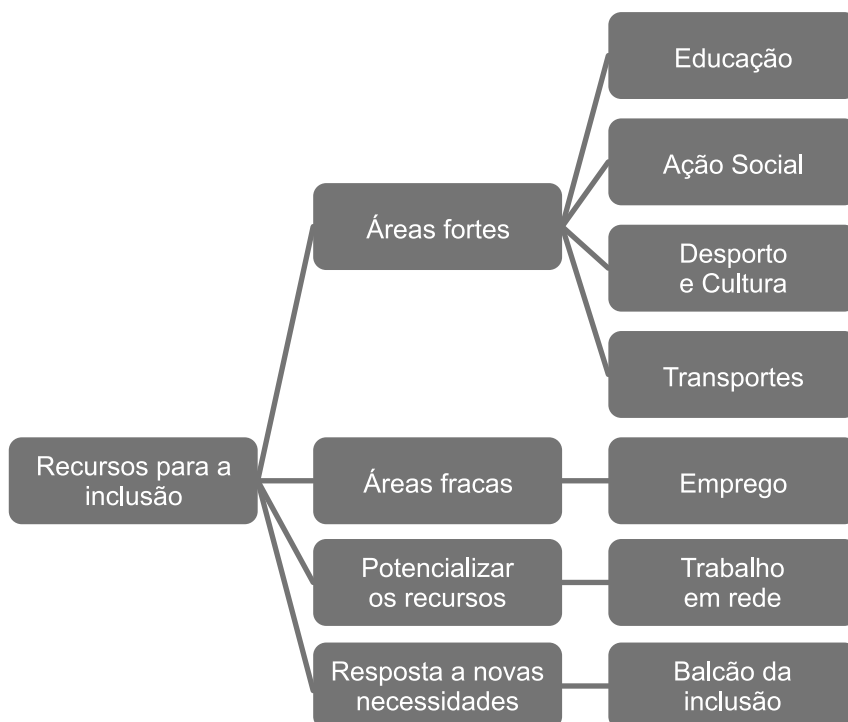 Recursos para a
inclusão
Áreas fortes
Educação
Ação Social
Desporto
e Cultura
Transportes
Áreas fracas
Emprego
Potencializar
os recursos
Trabalho
em rede
Resposta a novas
necessidades
Balcão da
inclusão